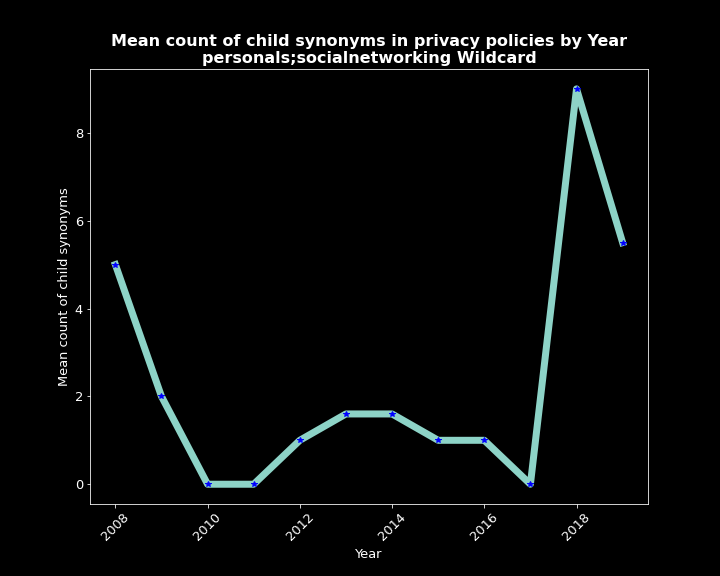 Mean count of child synonyms in privacy policies by Year
personals;socialnetworking Wildcard
Mean count of child synonyms
8
6
4
2
0
2008
2010
2012
2014
2016
2018
Year